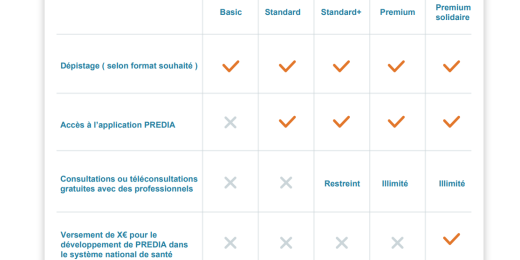 Basic Standard Standard+ Premium Premium
solidaire
Dépistage ( selon format souhaité )
Accès à l'application PREDIA
Consultations ou téléconsultations
gratuites avec des professionnels
Restreint Illimité Illimité
Versement de X€ pour le
développement de PREDIA dans
le système national de santé